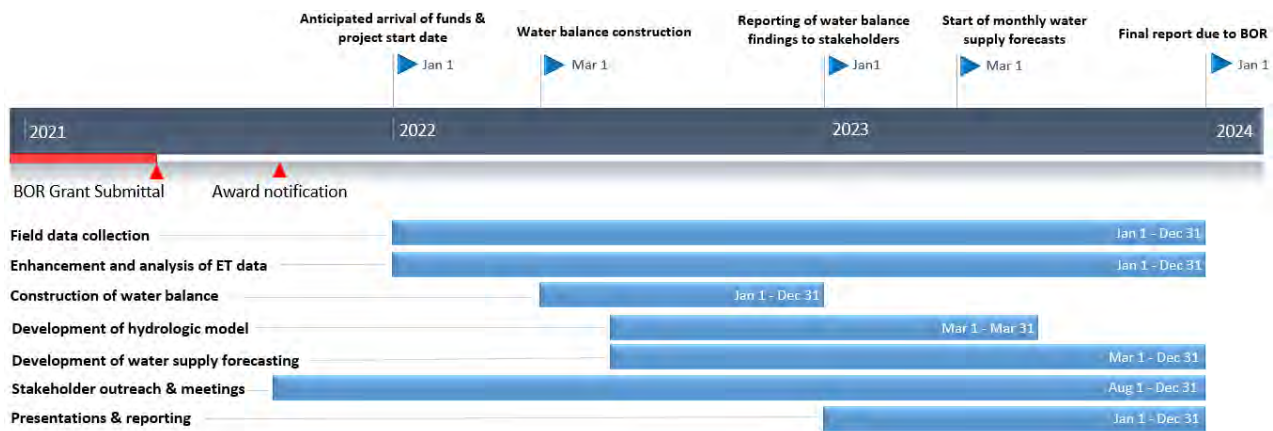 Anticipated arrival of funds &
project start date
Jan 1
Water balance construction
Mar 1
Reporting of water balance
findings to stakeholders
Jan1
Start of monthly water
supply forecasts
Mar 1
Final report due to BOR
Jan 1
2021
2022
2023
2024
BOR Grant Submittal
Award notification
Field data collection
Jan 1 - Dec 31
Enhancement and analysis of ET data
Jan 1 - Dec 31
Construction of water balance
Jan 1 - Dec 31
Development of hydrologic model
Mar 1 - Mar 31
Development of water supply forecasting
Mar 1 - Dec 31
Stakeholder outreach & meetings
Aug 1 - Dec 31
Presentations & reporting
Jan 1 - Dec 31